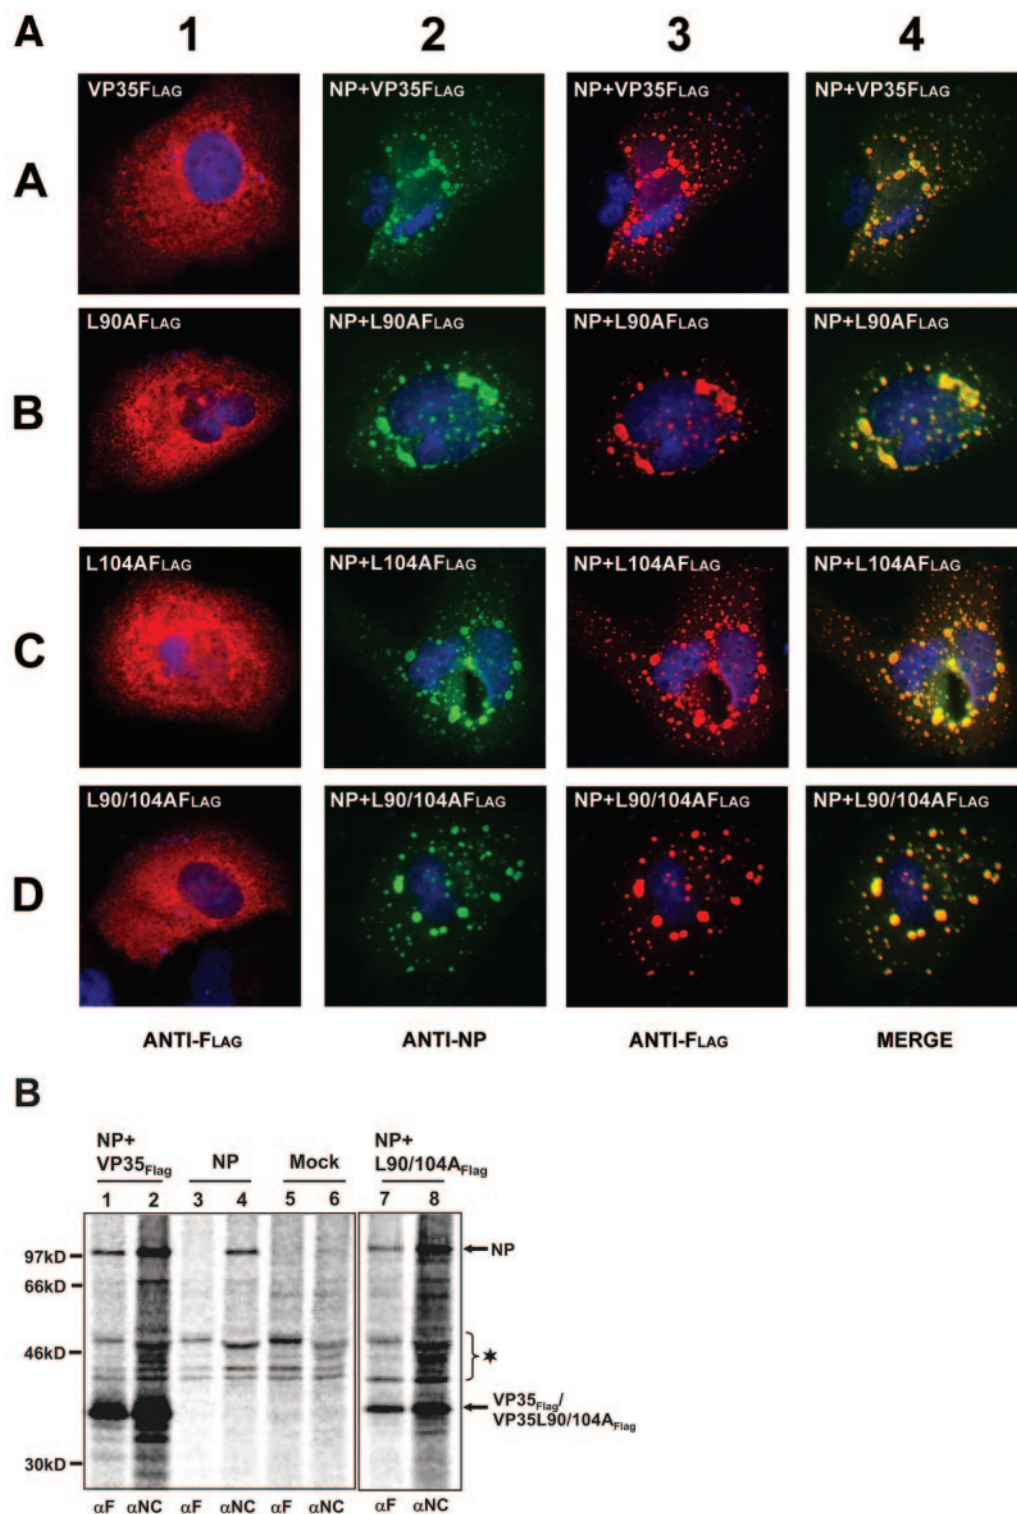 A
1 2 3 4
A
VP35FLAG NP+VP35FLAG NP+VP35FLAG NP+VP35FLAG
B
L90AFLAG NP+L90AFLAG NP+L90AFLAG NP+L90AFLAG
C
L104AFLAG NP+L104AFLAG NP+L104AFLAG NP+L104AFLAG
D
L90/104AFLAG NP+L90/104AFLAG NP+L90/104AFLAG NP+L90/104AFLAG
ANTI-FLAG ANTI-NP ANTI-FLAG MERGE
B
NP+ NP+
VP35Flag NP Mock L90/104AFlag
1 2 3 4 5 6 7 8
97kD NP
66kD
46kD ★
VP35Flag/
VP35L90/104AFlag
30kD
αF αNC αF αNC αF αNC αF αNC